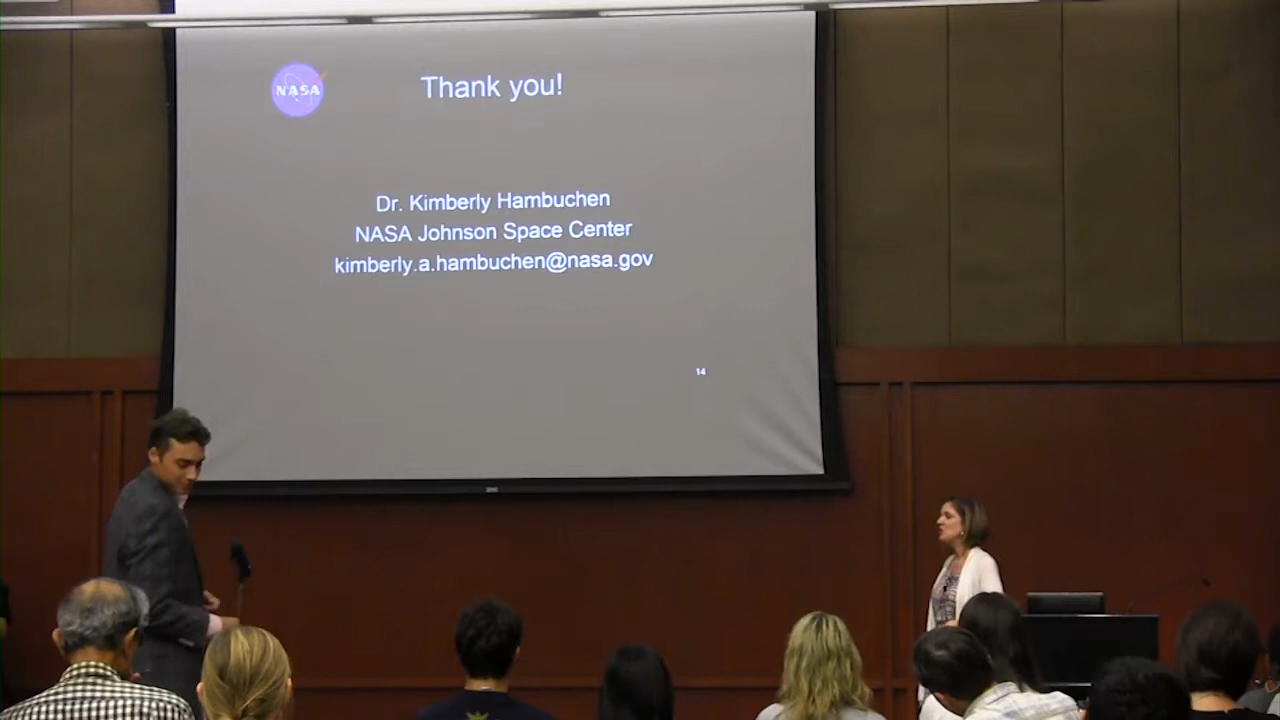 NASA
Thank you!
Dr. Kimberly Hambuchen
NASA Johnson Space Center
kimberly.a.hambuchen@nasa.gov
14